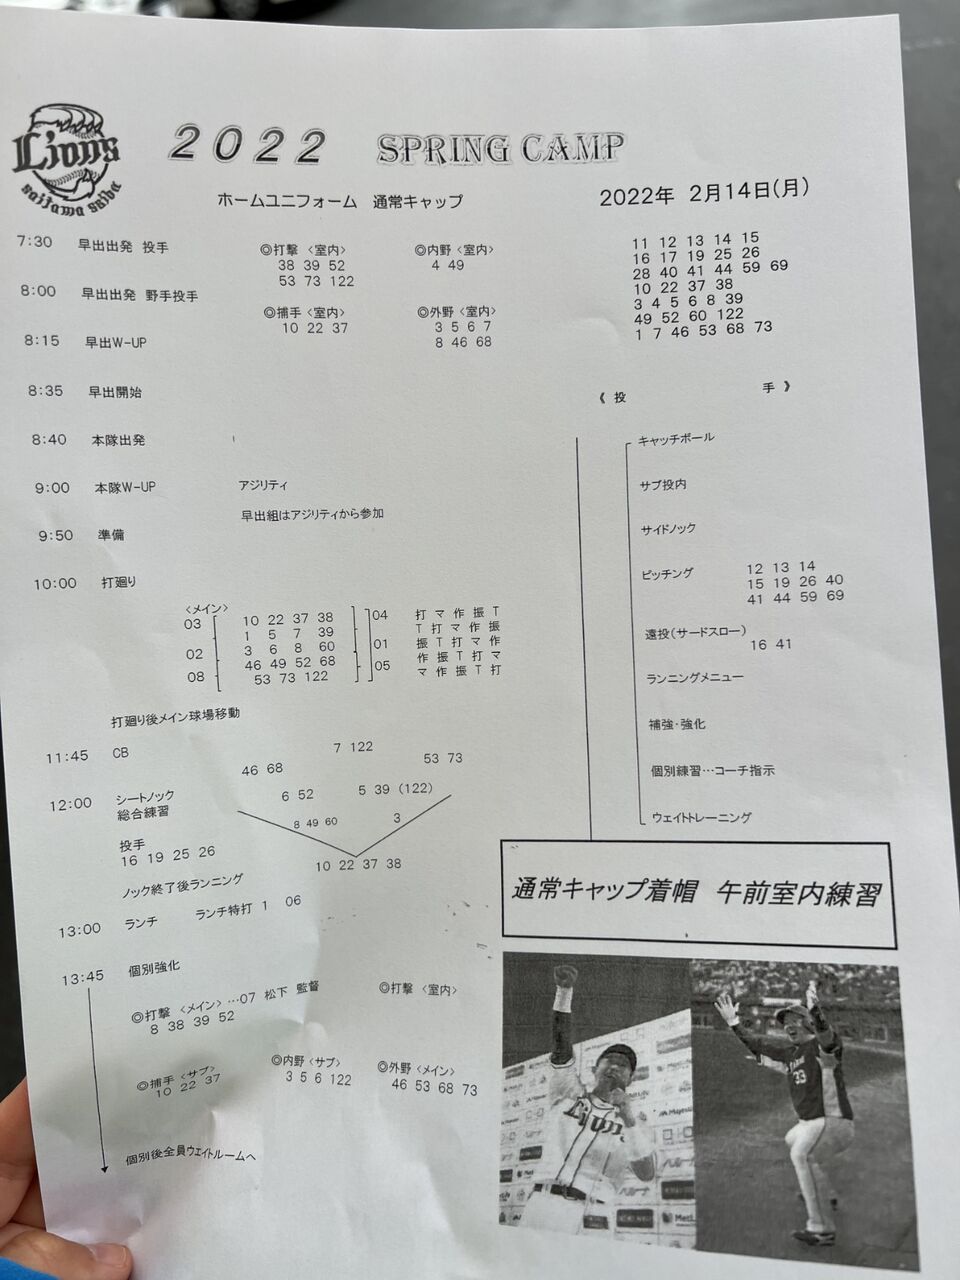 Lions
saitama seibu
2022 SPRING CAMP
ホームユニフォーム 通常キャップ
2022年 2月14日(月)
7:30 早出出発 投手
8:00 早出出発 野手投手
8:15 早出W-UP
8:35 早出開始
8:40 本隊出発
9:00 本隊W-UP アジリティ
早出組はアジリティから参加
9:50 準備
10:00 打廻り
◎打撃 〈室内〉
38 39 52
53 73 122
◎内野 〈室内〉
4 49
◎捕手 〈室内〉
10 22 37
◎外野 〈室内〉
3 5 6 7
8 46 68
11 12 13 14 15
16 17 19 25 26
28 40 41 44 59 69
10 22 37 38
3 4 5 6 8 39
49 52 60 122
1 7 46 53 68 73
〈メイン〉
03 10 22 37 38 04 打 マ 作 振 T
1 5 7 39 T 打 マ 作 振
02 3 6 8 60 01 振 T 打 マ 作
46 49 52 68 作 振 T 打 マ
08 53 73 122 05 マ 作 振 T 打
打廻り後メイン球場移動
11:45 CB
7 122
46 68
53 73
12:00 シートノック
総合練習
6 52
5 39 (122)
8 49 60
3
10 22 37 38
投手
16 19 25 26
ノック終了後ランニング
13:00 ランチ ランチ特打 1 06
13:45 個別強化
◎打撃 〈メイン〉…07 松下 監督
8 38 39 52
◎打撃 〈室内〉
◎捕手 〈サブ〉
10 22 37
◎内野 〈サブ〉
3 5 6 122
◎外野 〈メイン〉
46 53 68 73
個別後全員ウエイトルームへ
《 投 手 》
キャッチボール
サブ投内
サイドノック
ピッチング
12 13 14
15 19 26 40
41 44 59 69
遠投(サードスロー)
16 41
ランニングメニュー
補強・強化
個別練習…コーチ指示
ウェイトトレーニング
通常キャップ着帽 午前室内練習
Lions
33